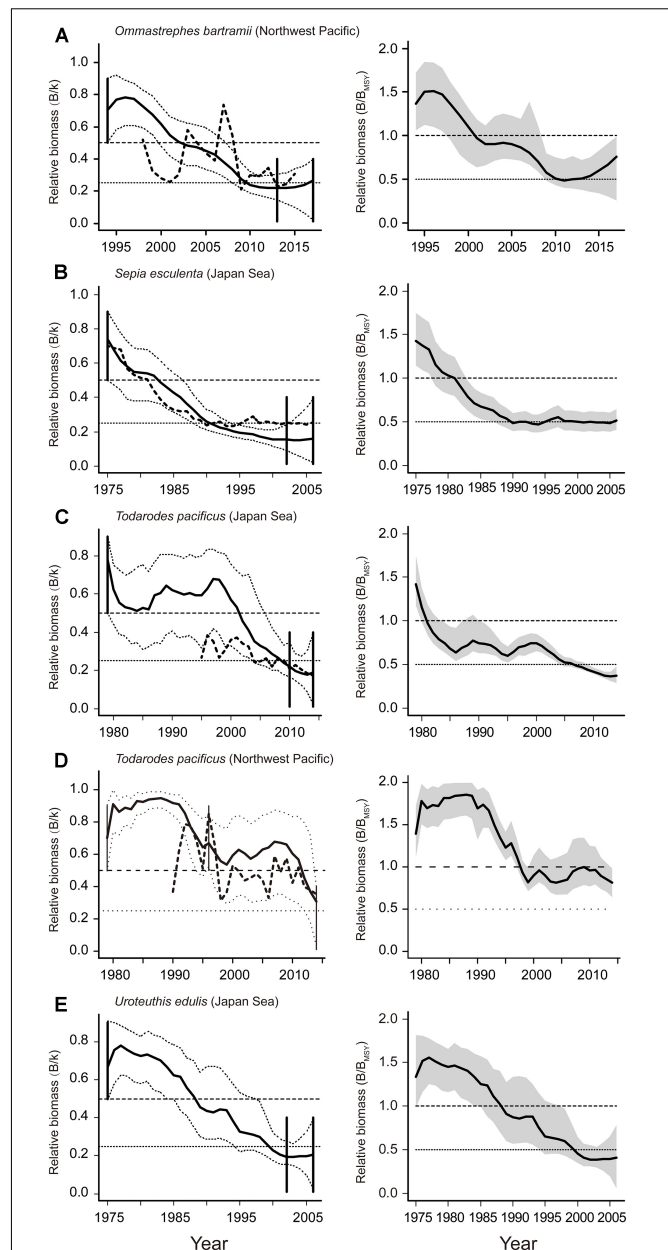 A Ommastrephes bartramii (Northwest Pacific)
Relative biomass (B/k)
1.0
0.8
0.6
0.4
0.2
0.0
1995 2000 2005 2010 2015
Relative biomass (B/BMSY)
2.0
1.5
1.0
0.5
0.0
1995 2000 2005 2010 2015
B Sepia esculenta (Japan Sea)
Relative biomass (B/k)
1.0
0.8
0.6
0.4
0.2
0.0
1975 1985 1995 2005
Relative biomass (B/BMSY)
2.0
1.5
1.0
0.5
0.0
1975 1980 1985 1990 1995 2000 2005
C Todarodes pacificus (Japan Sea)
Relative biomass (B/k)
0.8
0.6
0.4
0.2
0.0
1980 1990 2000 2010
Relative biomass (B/BMSY)
2.0
1.5
1.0
0.5
0.0
1980 1990 2000 2010
D Todarodes pacificus (Northwest Pacific)
Relative biomass (B/k)
1.0
0.8
0.6
0.4
0.2
0.0
1980 1990 2000 2010
Relative biomass (B/BMSY)
2.0
1.5
1.0
0.5
0.0
1980 1990 2000 2010
E Uroteuthis edulis (Japan Sea)
Relative biomass (B/k)
0.8
0.6
0.4
0.2
0.0
1975 1985 1995 2005
Year
Relative biomass (B/BMSY)
2.0
1.5
1.0
0.5
0.0
1975 1980 1985 1990 1995 2000 2005
Year